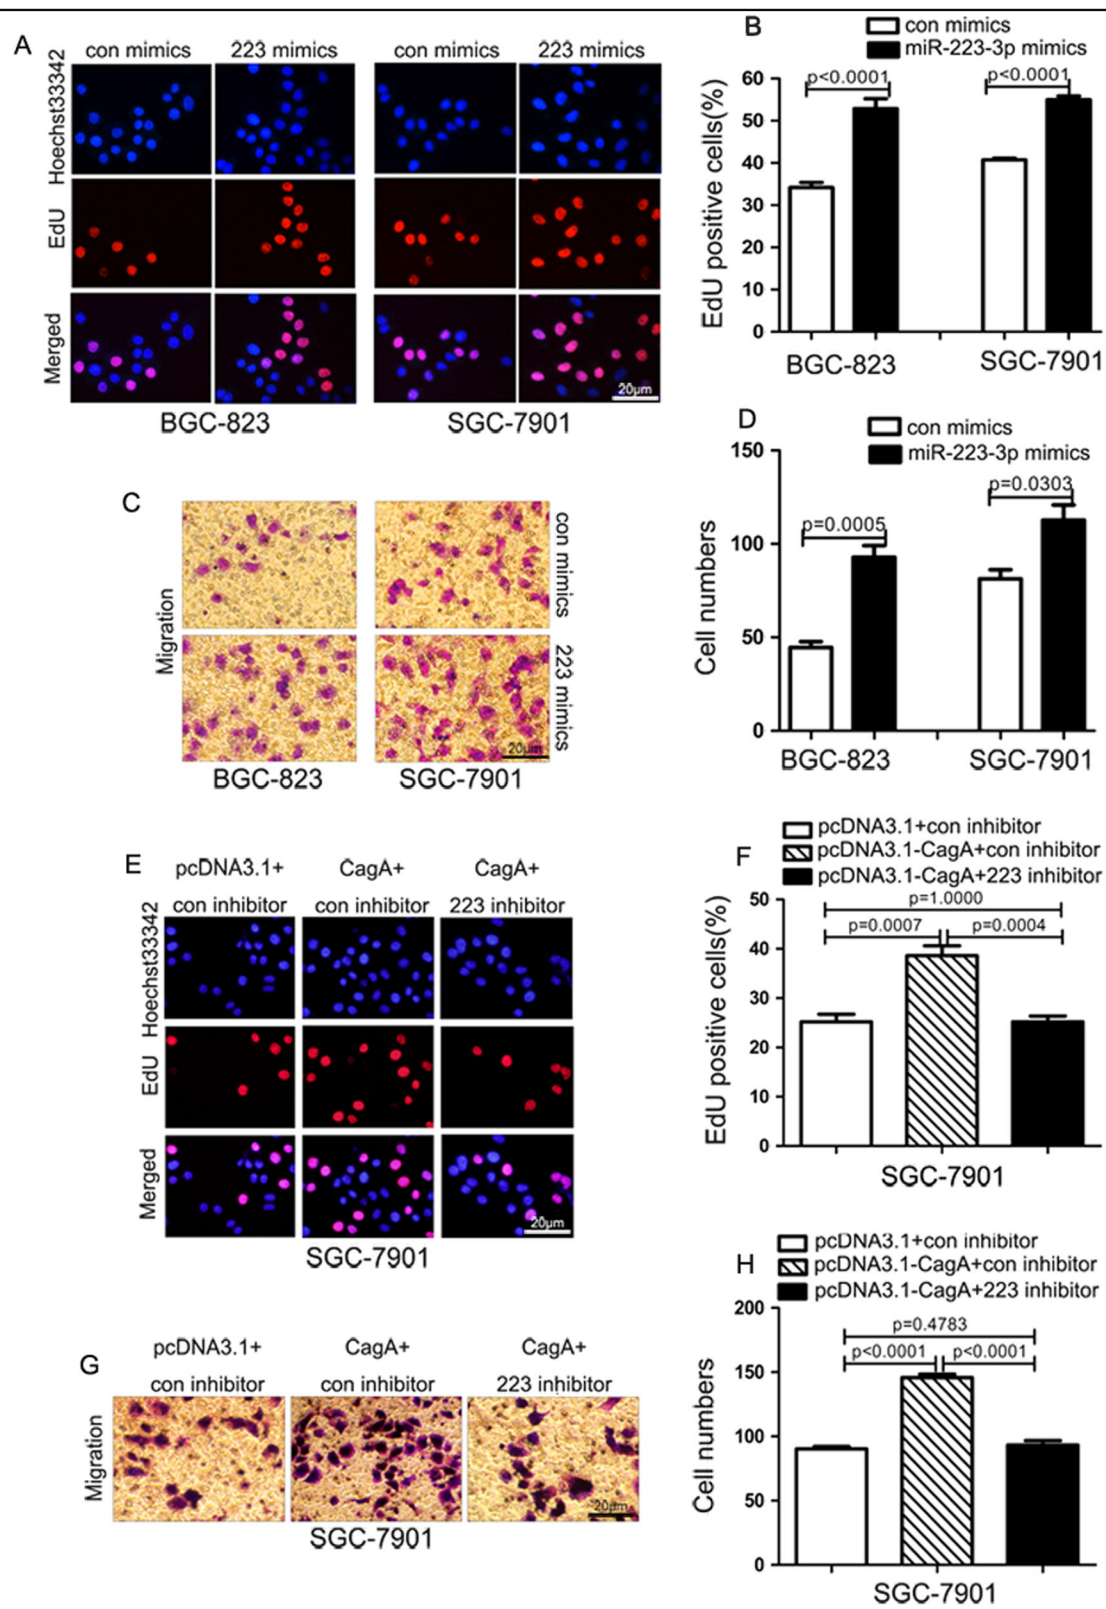 A
con mimics 223 mimics con mimics 223 mimics
Hoechst33342
EdU
Merged
20μm
BGC-823 SGC-7901
B
con mimics
miR-223-3p mimics
p<0.0001 p<0.0001
EdU positive cells(%)
60
50
40
30
20
10
0
BGC-823 SGC-7901
C
Migration
con mimics
223 mimics
20μm
BGC-823 SGC-7901
D
con mimics
miR-223-3p mimics
p=0.0303
p=0.0005
Cell numbers
150
100
50
0
BGC-823 SGC-7901
E
pcDNA3.1+ CagA+ CagA+
con inhibitor con inhibitor 223 inhibitor
Hoechst33342
EdU
Merged
20μm
SGC-7901
F
pcDNA3.1+con inhibitor
pcDNA3.1-CagA+con inhibitor
pcDNA3.1-CagA+223 inhibitor
p=1.0000
p=0.0007 p=0.0004
EdU positive cells(%)
50
40
30
20
10
0
SGC-7901
G
pcDNA3.1+ CagA+ CagA+
con inhibitor con inhibitor 223 inhibitor
Migration
20μm
SGC-7901
H
pcDNA3.1+con inhibitor
pcDNA3.1-CagA+con inhibitor
pcDNA3.1-CagA+223 inhibitor
p=0.4783
p<0.0001 p<0.0001
Cell numbers
200
150
100
50
0
SGC-7901